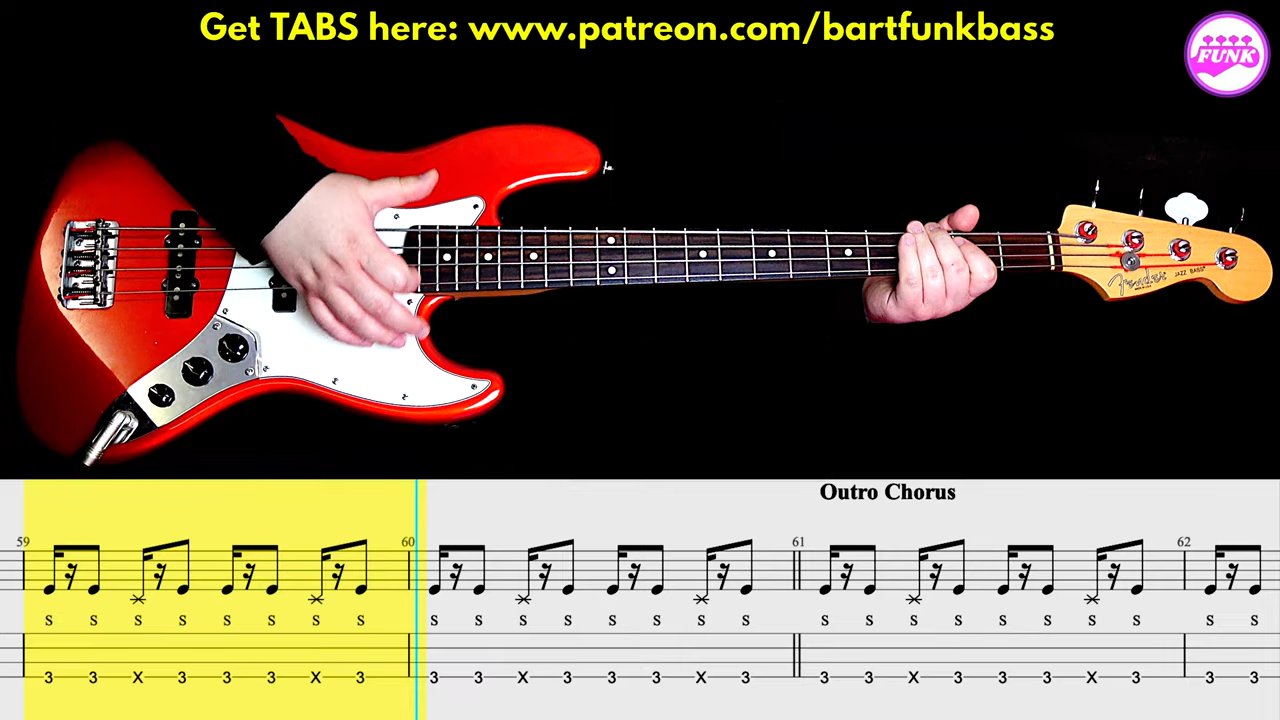 Get TABS here: www.patreon.com/bartfunkbass
FUNK
Fender JAZZ BASS
Outro Chorus
59 60 61 62
S S S S S S S S S S S S S S S S S S S S S S S S S S
3 3 X 3 3 3 X 3 3 3 X 3 3 3 X 3 3 3 X 3 3 3 X 3 3 3